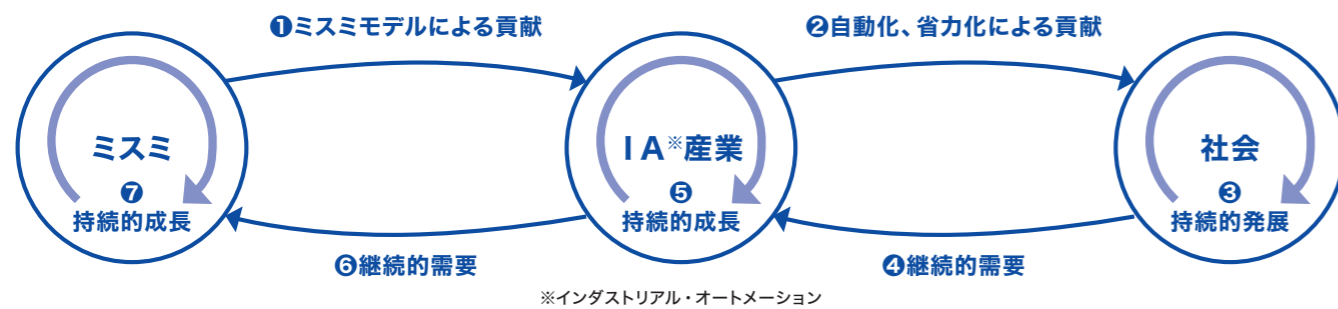 ❶ミスミモデルによる貢献
❷自動化、省力化による貢献
ミスミ
❼
持続的成長
IA※産業
❺
持続的成長
社会
❸
持続的発展
❻継続的需要
❹継続的需要
※インダストリアル・オートメーション